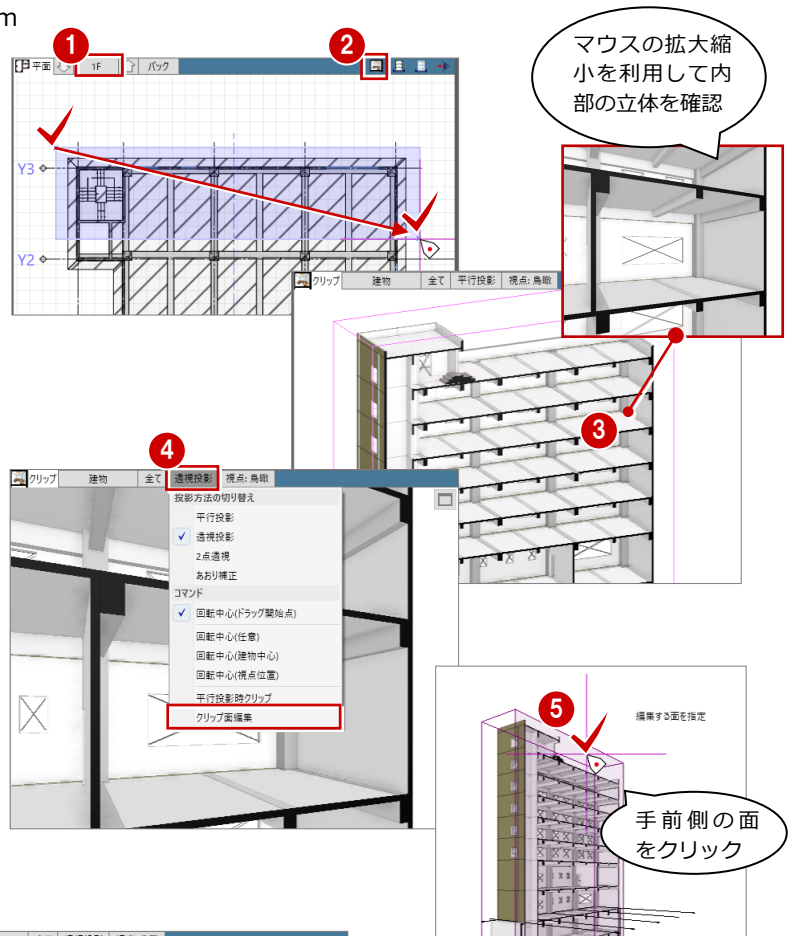 m
1
2
平面
1F
バック
Y3
Y2
マウスの拡大縮
小を利用して内
部の立体を確認
クリップ
建物
全て
平行投影
視点: 鳥瞰
3
4
クリップ
建物
全て
透視投影
視点: 鳥瞰
投影方法の切り替え
平行投影
透視投影
2点透視
あおり補正
コマンド
回転中心(ドラッグ開始点)
回転中心(任意)
回転中心(建物中心)
回転中心(視点位置)
平行投影時クリップ
クリップ面編集
5
編集する面を指定
手前側の面
をクリック